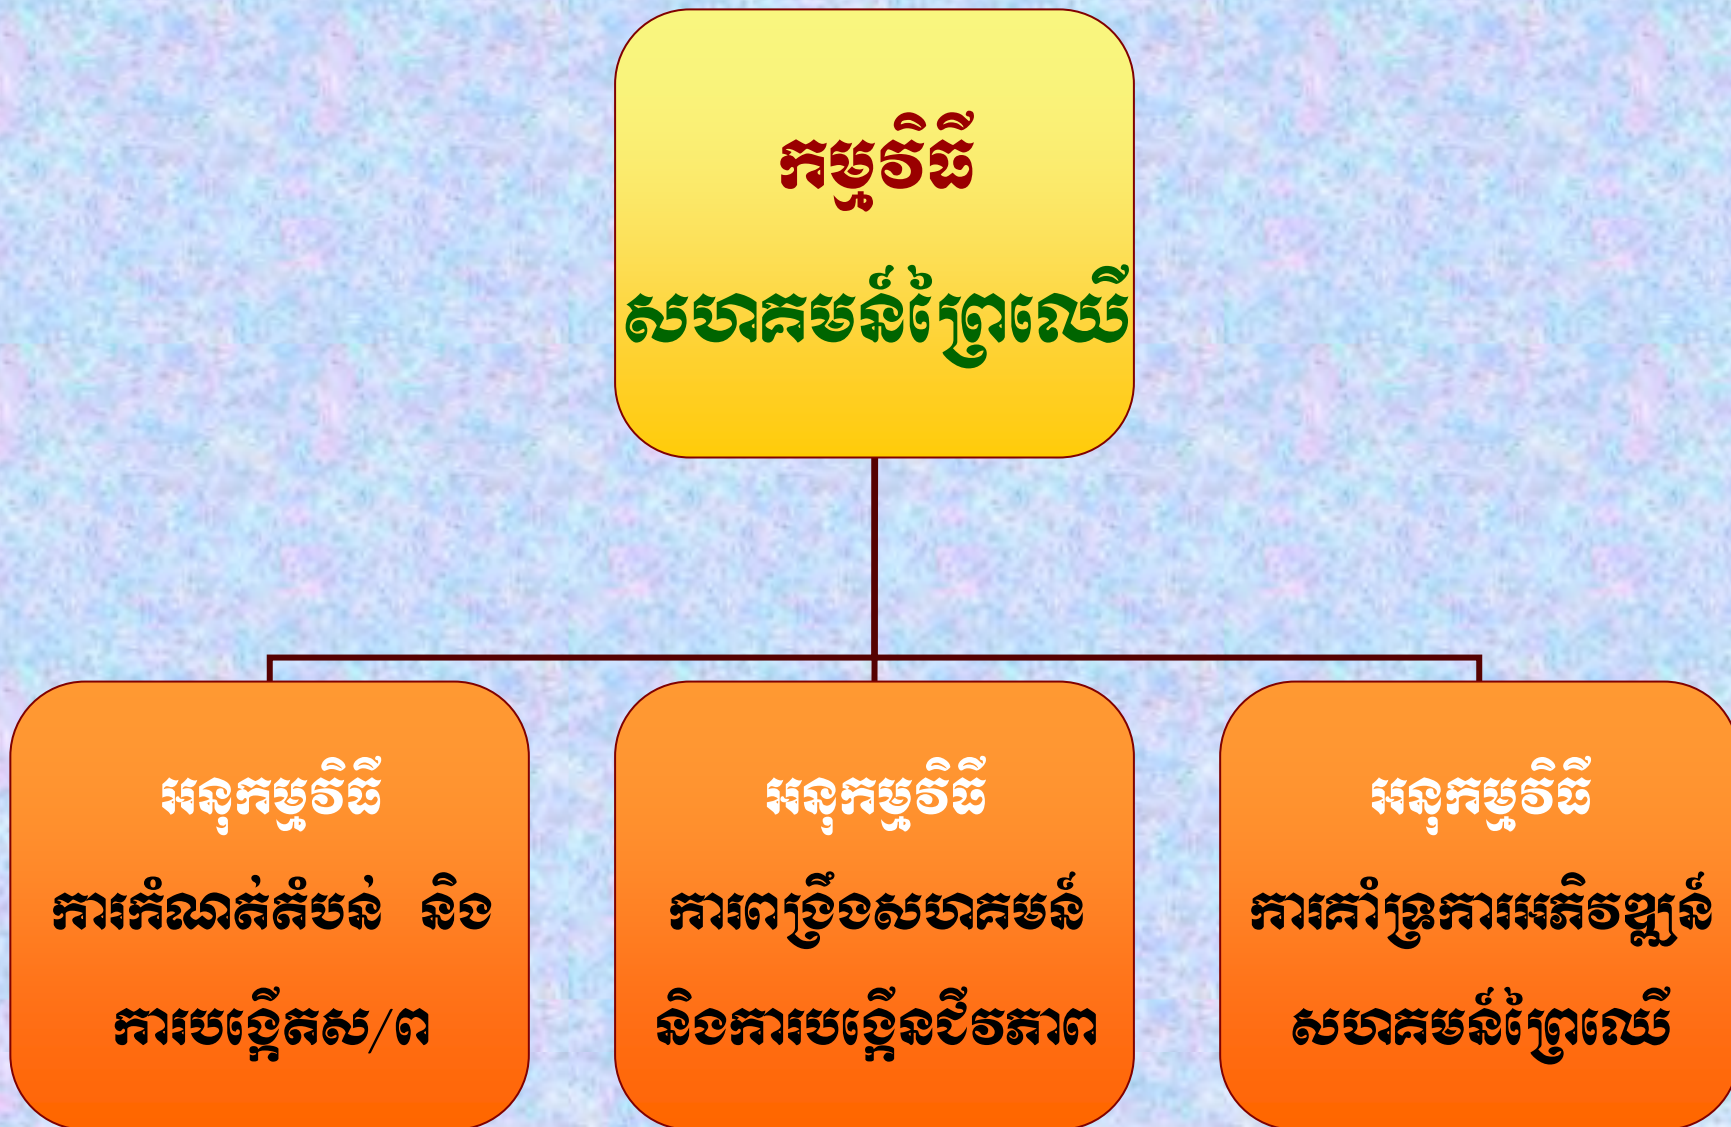 កម្មវិធី
សហគមន៍ព្រៃឈើ
អនុកម្មវិធី
ការកំណត់តំបន់ និង
ការបង្កើតស/ព
អនុកម្មវិធី
ការពង្រឹងសហគមន៍
និងការបង្កើនជីវភាព
អនុកម្មវិធី
ការគាំទ្រការអភិវឌ្ឍន៍
សហគមន៍ព្រៃឈើ